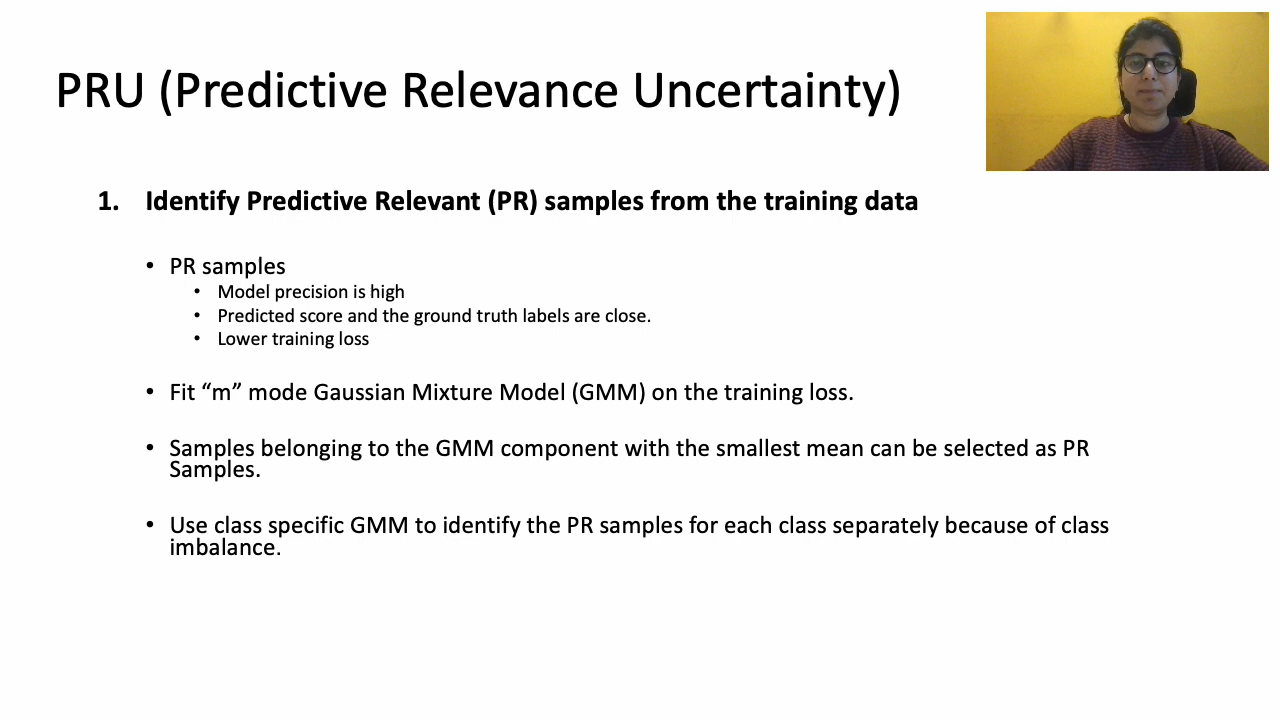 PRU (Predictive Relevance Uncertainty)
1. Identify Predictive Relevant (PR) samples from the training data
• PR samples
• Model precision is high
• Predicted score and the ground truth labels are close.
• Lower training loss
• Fit “m” mode Gaussian Mixture Model (GMM) on the training loss.
• Samples belonging to the GMM component with the smallest mean can be selected as PR
Samples.
• Use class specific GMM to identify the PR samples for each class separately because of class
imbalance.